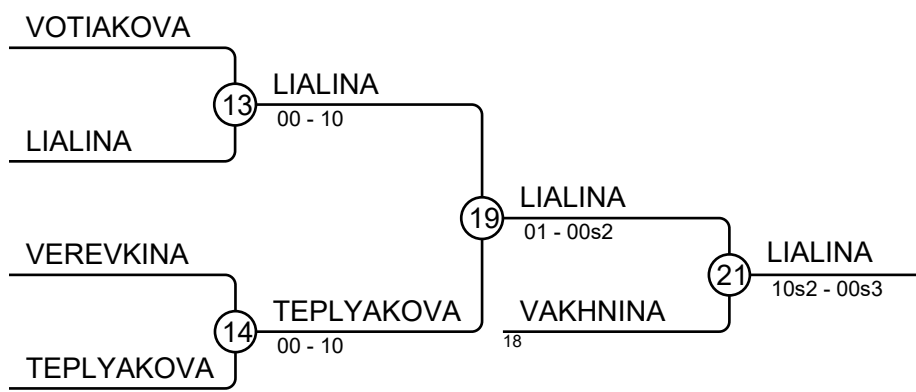 VOTIAKOVA
13
LIALINA
00 - 10
LIALINA
19
LIALINA
01 - 00s2
VEREVKINA
21
LIALINA
10s2 - 00s3
14
TEPLYAKOVA
00 - 10
VAKHNINA
18
TEPLYAKOVA